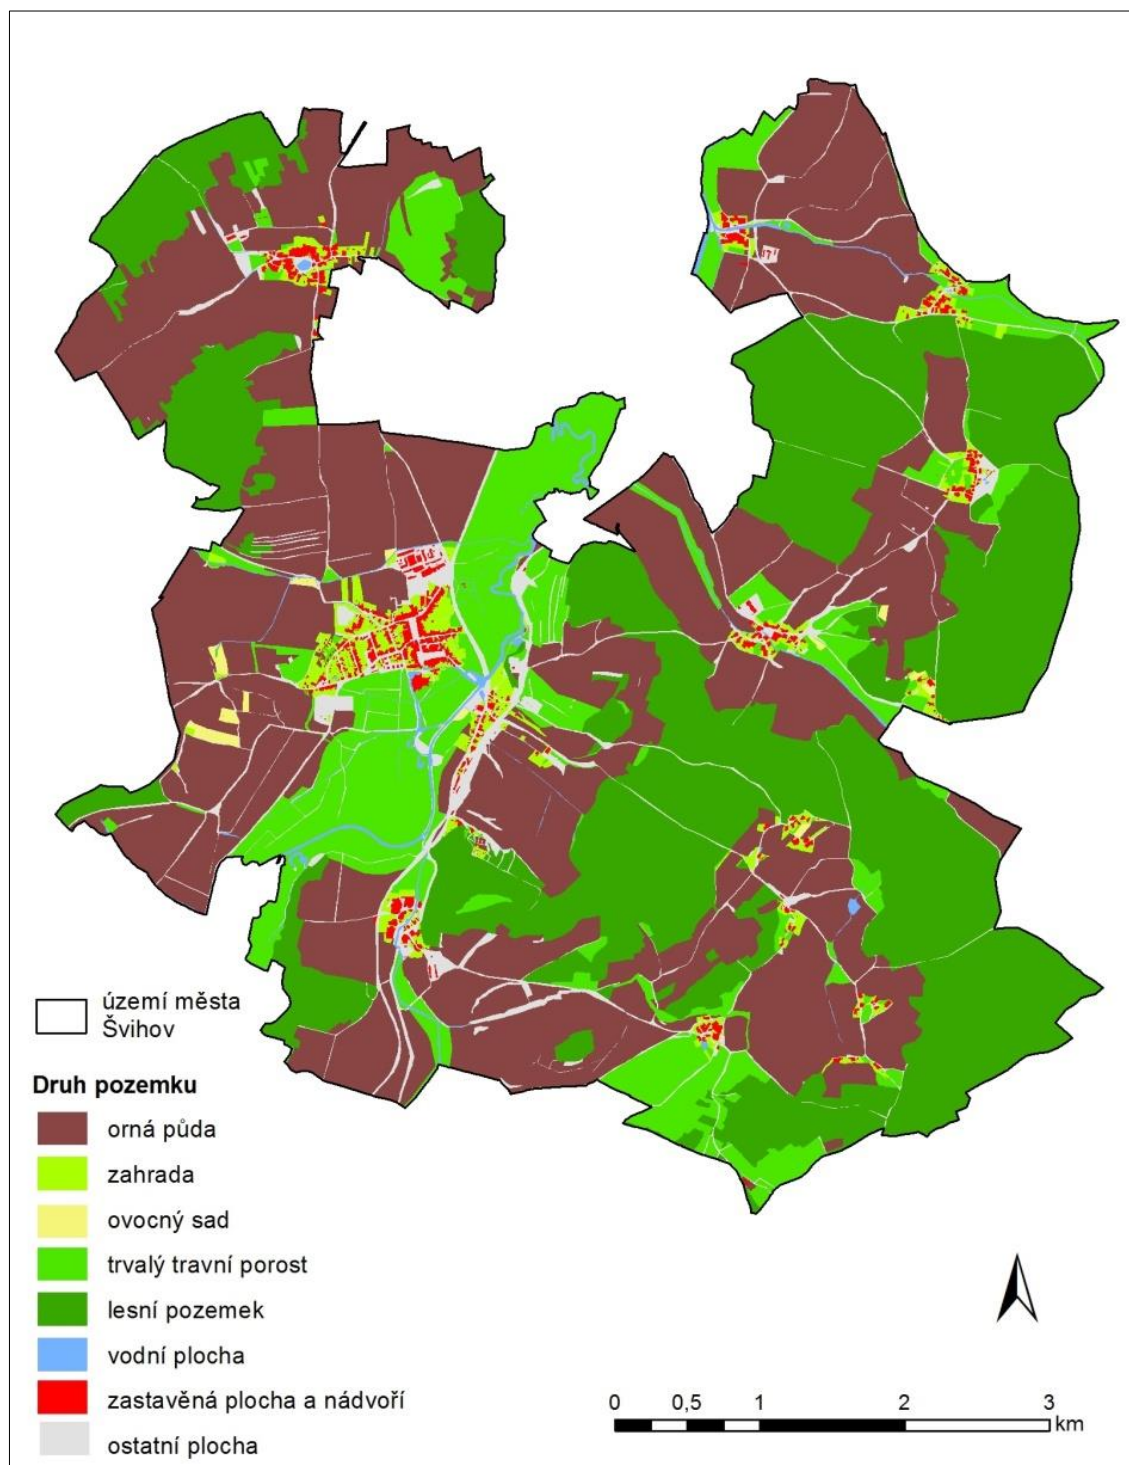 území města
Švihov
Druh pozemku
orná půda
zahrada
ovocný sad
trvalý travní porost
lesní pozemek
vodní plocha
zastavěná plocha a nádvoří
ostatní plocha
0 0,5 1 2 3
km